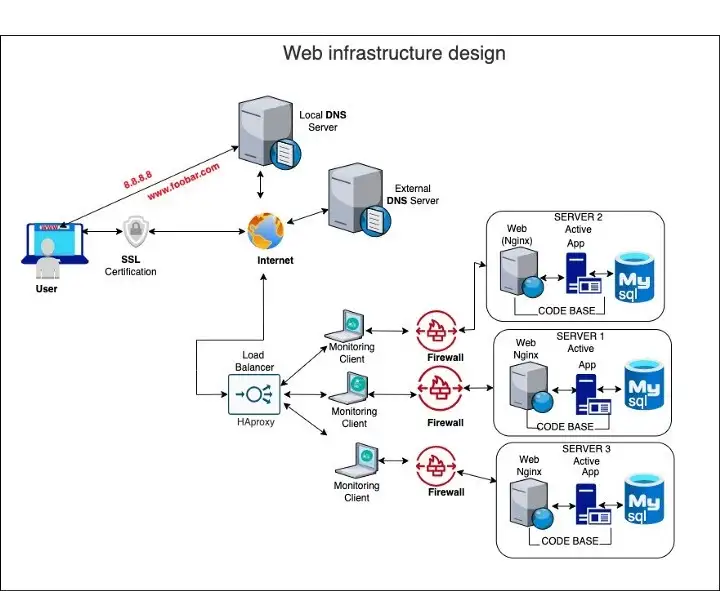 Web infrastructure design
Local DNS
Server
8.8.8.8
www.foobar.com
External
DNS Server
WWW
User
SSL
Certification
Internet
SERVER 2
Web
(Nginx)
Active
App
My
sql
CODE BASE
Load
Balancer
HAproxy
Monitoring
Client
Firewall
SERVER 1
Web
Nginx
Active
App
My
sql
CODE BASE
Monitoring
Client
Firewall
SERVER 3
Web
Nginx
Active
App
My
sql
CODE BASE
Monitoring
Client
Firewall